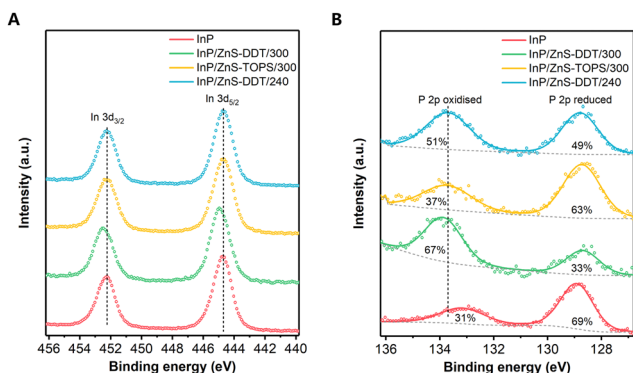 A
InP
InP/ZnS-DDT/300
InP/ZnS-TOPS/300
InP/ZnS-DDT/240
In 3d3/2
In 3d5/2
Intensity (a.u.)
456 454 452 450 448 446 444 442 440
Binding energy (eV)
B
InP
InP/ZnS-DDT/300
InP/ZnS-TOPS/300
InP/ZnS-DDT/240
P 2p oxidised
P 2p reduced
51%
49%
37%
63%
67%
33%
31%
69%
Intensity (a.u.)
136 134 132 130 128
Binding energy (eV)